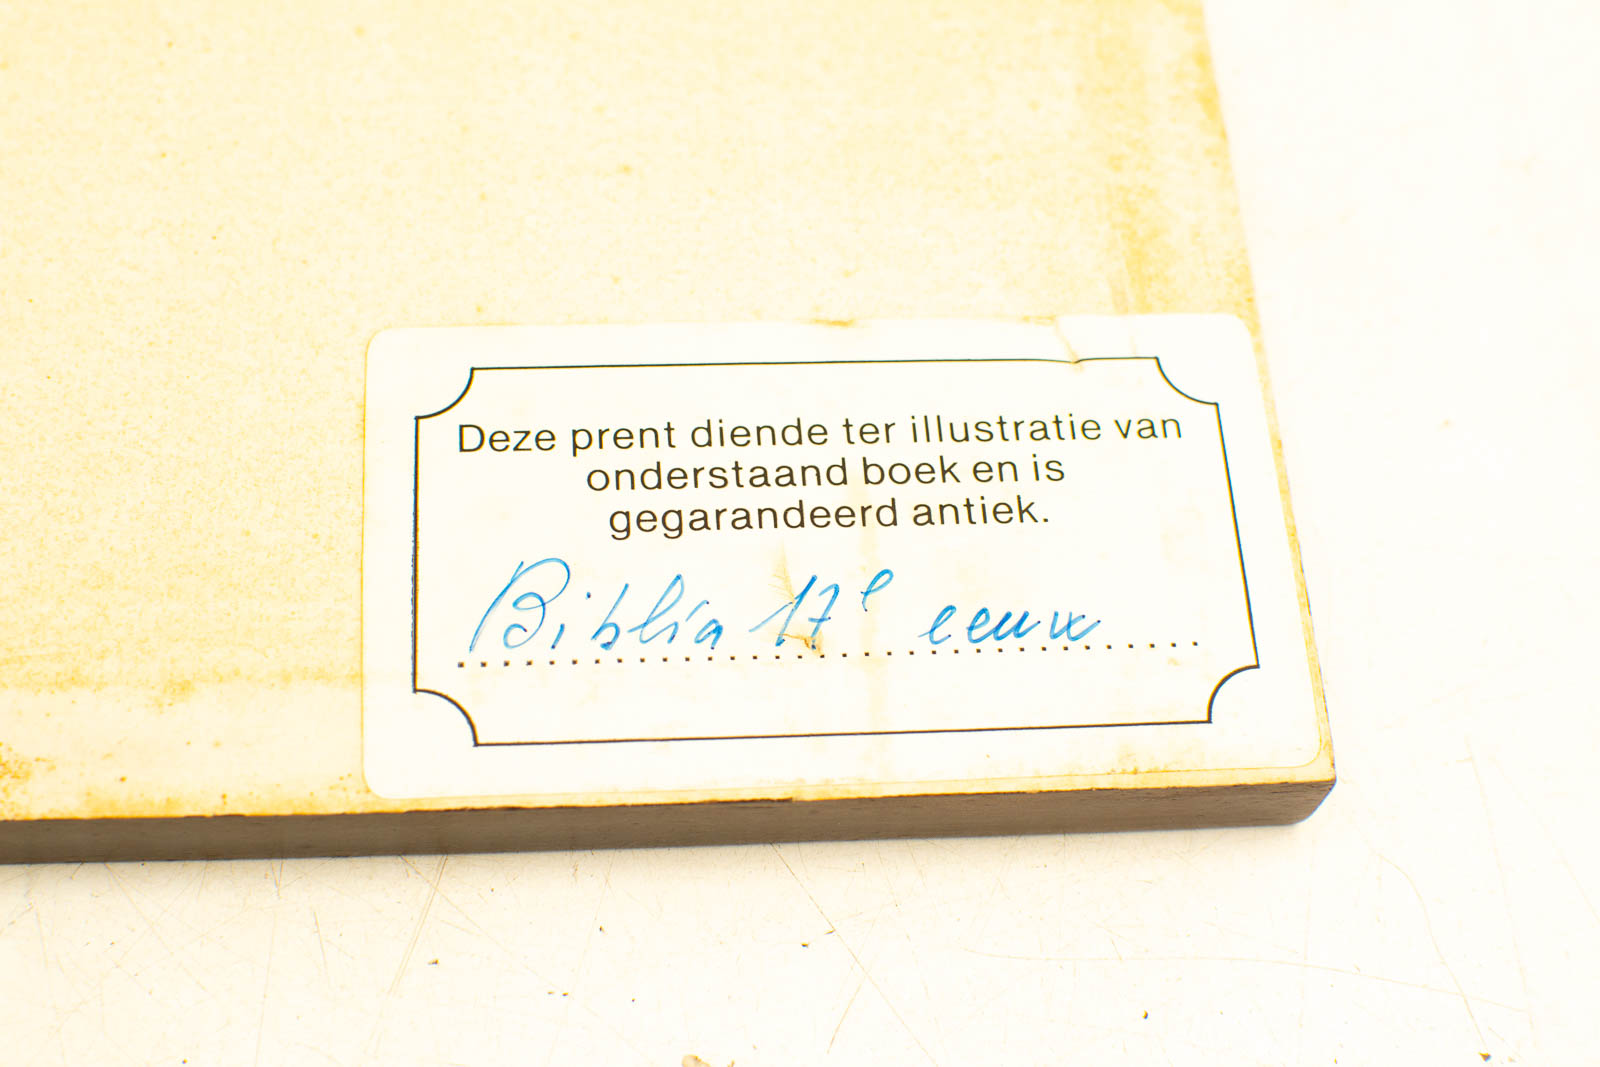 Deze prent diende ter illustratie van
onderstaand boek en is
gegarandeerd antiek.
Biblia 17e eeuw